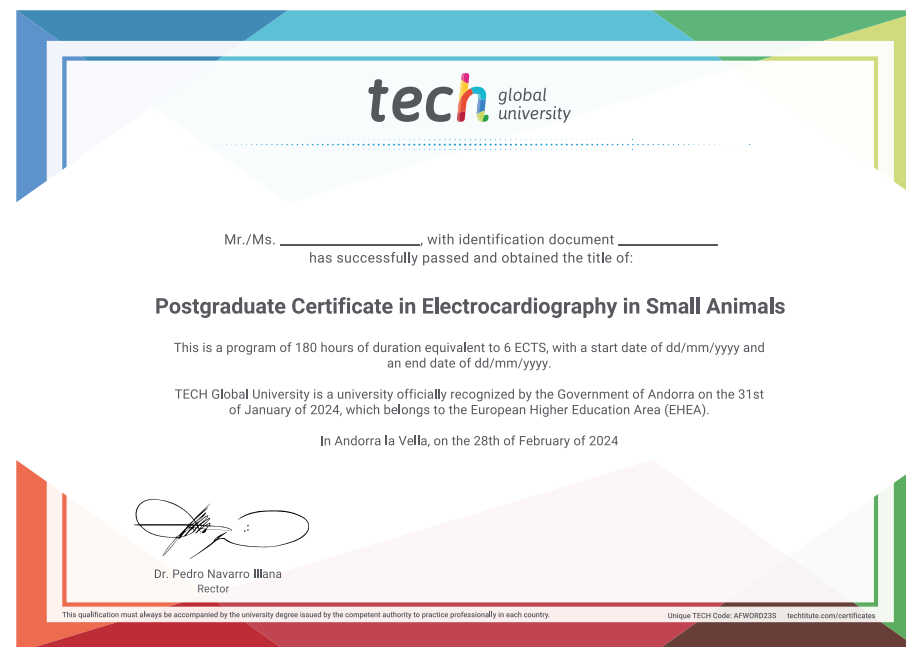 tech global
university
Mr./Ms. ____________, with identification document ____________
has successfully passed and obtained the title of:
Postgraduate Certificate in Electrocardiography in Small Animals
This is a program of 180 hours of duration equivalent to 6 ECTS, with a start date of dd/mm/yyyy and
an end date of dd/mm/yyyy.
TECH Global University is a university officially recognized by the Government of Andorra on the 31st
of January of 2024, which belongs to the European Higher Education Area (EHEA).
In Andorra la Vella, on the 28th of February of 2024
Dr. Pedro Navarro Illana
Rector
This qualification must always be accompanied by the university degree issued by the competent authority to practice professionally in each country.
Unique TECH Code: AFWORD23S techtitute.com/certificates